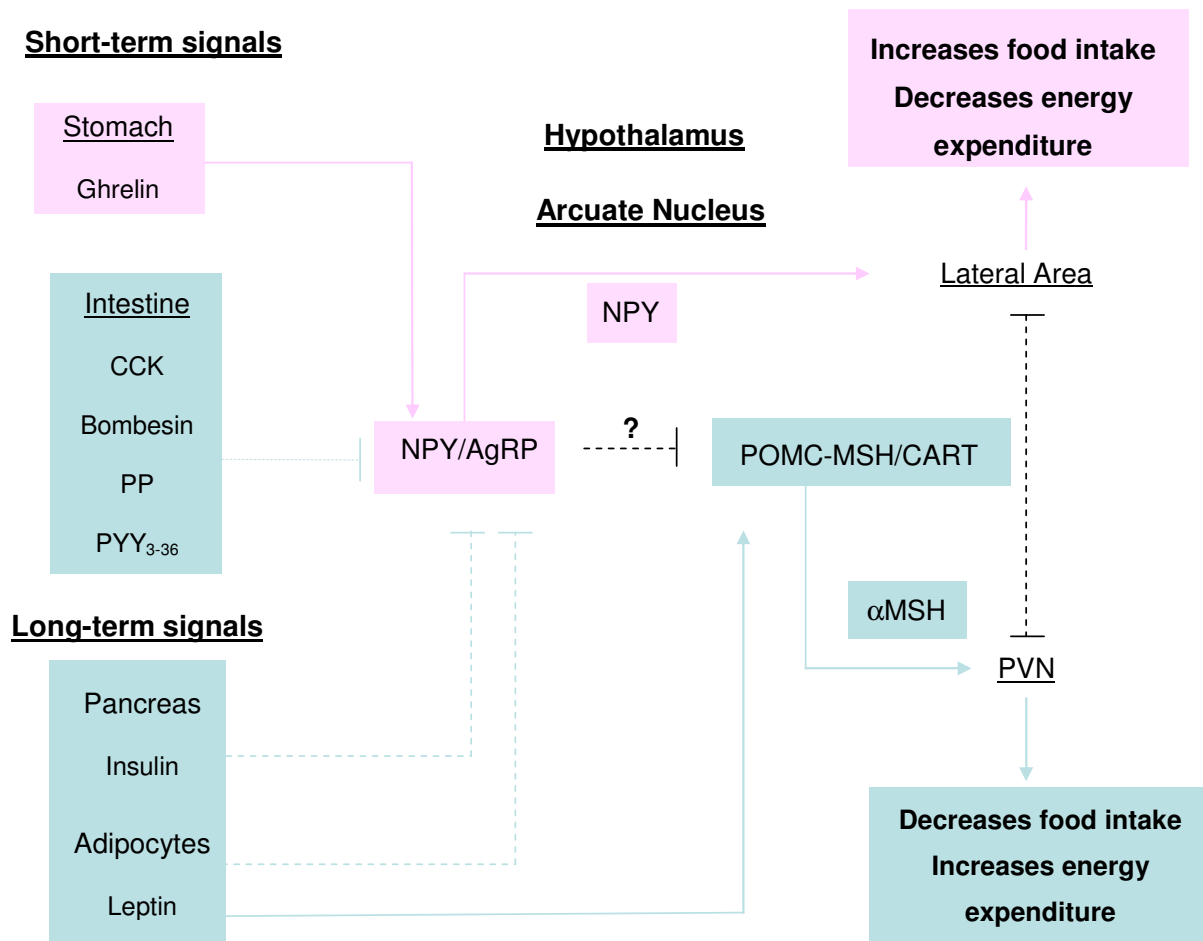 Short-term signals
Stomach
Ghrelin
Intestine
CCK
Bombesin
PP
PYY3-36
Long-term signals
Pancreas
Insulin
Adipocytes
Leptin
Hypothalamus
Arcuate Nucleus
NPY
NPY/AgRP
?
POMC-MSH/CART
αMSH
Increases food intake
Decreases energy
expenditure
Lateral Area
PVN
Decreases food intake
Increases energy
expenditure